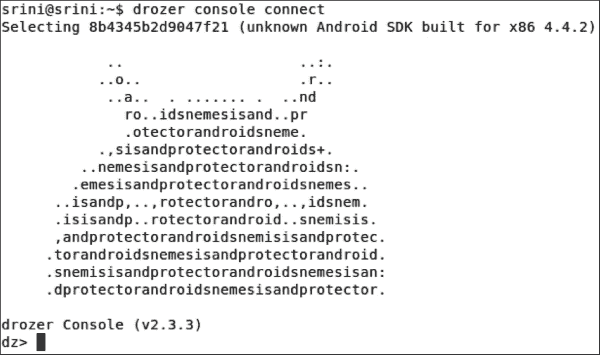 srini@srini:~$ drozer console connect
Selecting 8b4345b2d9047f21 (unknown Android SDK built for x86 4.4.2)
.. ..:.
..o.. .r..
..a.. . ....... . ..nd
ro..idsnemesisand..pr
.otectorandroidsneme.
.,sisandprotectorandroids+.
..nemesisandprotectorandroidsn:.
.emesisandprotectorandroidsnemes..
..isandp,..,rotectorandro,..,idsnem.
.isisandp..rotectorandroid..snemisis.
,andprotectorandroidsnemisisandprotec.
.torandroidsnemesisandprotectorandroid.
.snemisisandprotectorandroidsnemesisan:
.dprotectorandroidsnemesisandprotector.
drozer Console (v2.3.3)
dz>